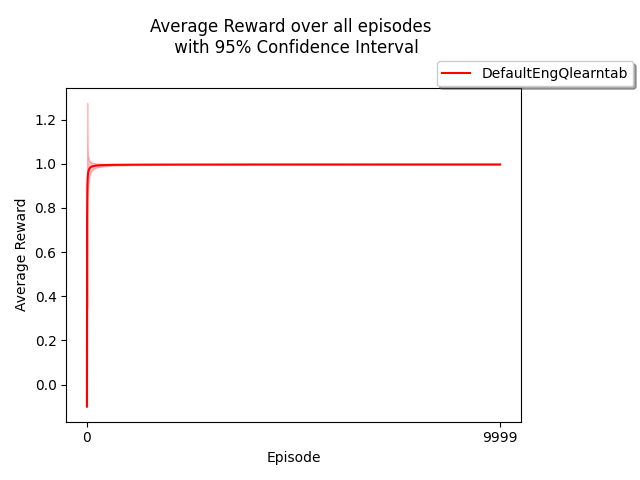 Average Reward over all episodes
with 95% Confidence Interval
DefaultEngQlearntab
1.2
1.0
0.8
0.6
0.4
0.2
0.0
Average Reward
0
9999
Episode